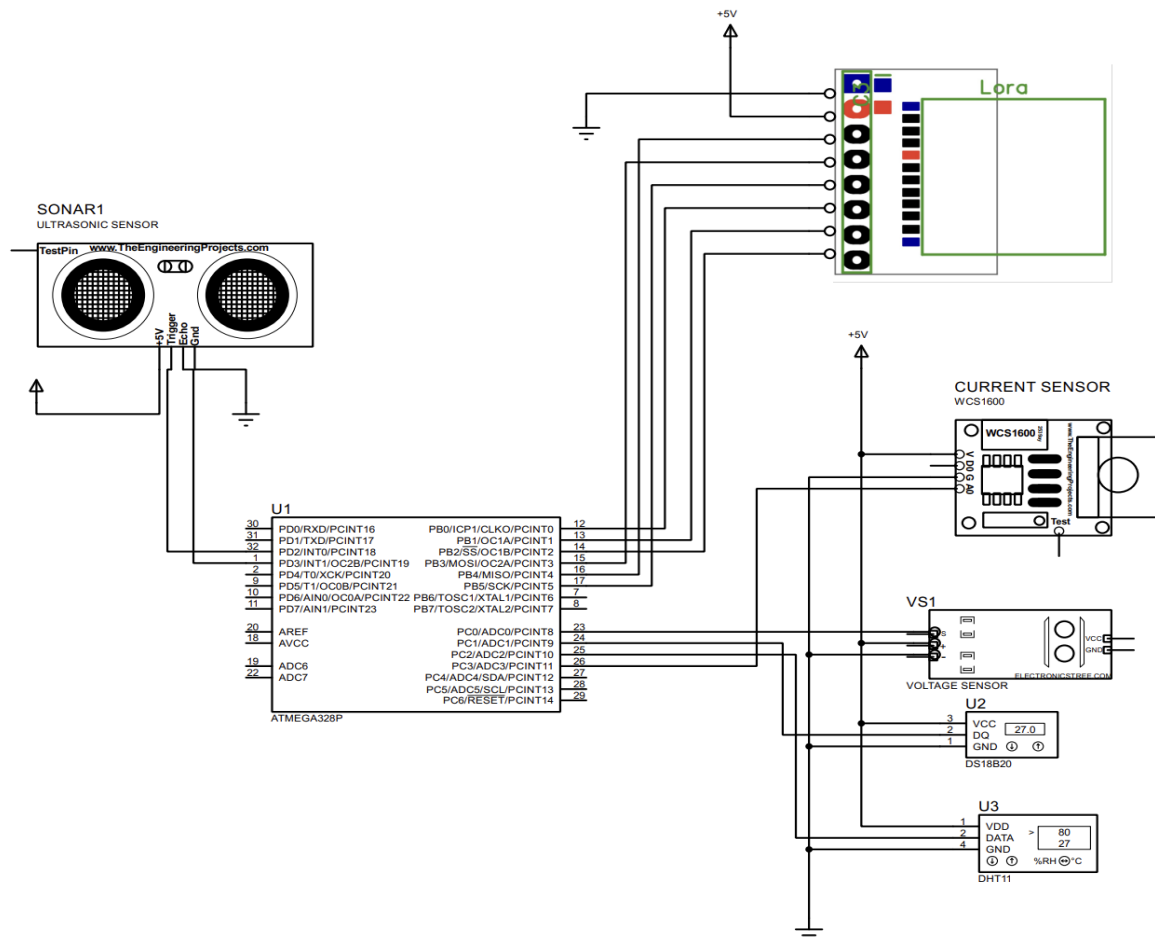 +5V
Lora
SONAR1
ULTRASONIC SENSOR
TestPin
www.TheEngineeringProjects.com
+5V
Trigger
Echo
Gnd
+5V
CURRENT SENSOR
WCS1600
WCS1600
www.TheEngineeringProjects.com
V
D0
G
A0
Test
U1
30 PD0/RXD/PCINT16 PB0/ICP1/CLKO/PCINT0 12
31 PD1/TXD/PCINT17 PB1/OC1A/PCINT1 13
32 PD2/INT0/PCINT18 PB2/SS/OC1B/PCINT2 14
1 PD3/INT1/OC2B/PCINT19 PB3/MOSI/OC2A/PCINT3 15
2 PD4/T0/XCK/PCINT20 PB4/MISO/PCINT4 16
9 PD5/T1/OC0B/PCINT21 PB5/SCK/PCINT5 17
10 PD6/AIN0/OC0A/PCINT22 PB6/TOSC1/XTAL1/PCINT6 7
11 PD7/AIN1/PCINT23 PB7/TOSC2/XTAL2/PCINT7 8
20 AREF PC0/ADC0/PCINT8 23
18 AVCC PC1/ADC1/PCINT9 24
PC2/ADC2/PCINT10 25
19 ADC6 PC3/ADC3/PCINT11 26
22 ADC7 PC4/ADC4/SDA/PCINT12 27
PC5/ADC5/SCL/PCINT13 28
PC6/RESET/PCINT14 29
ATMEGA328P
VS1
S
+
-
VCC
GND
ELECTRONICSTREE.COM
VOLTAGE SENSOR
U2
3 VCC 27.0
2 DQ
1 GND
DS18B20
U3
1 VDD > 80
2 DATA 27
4 GND
%RH °C
DHT11